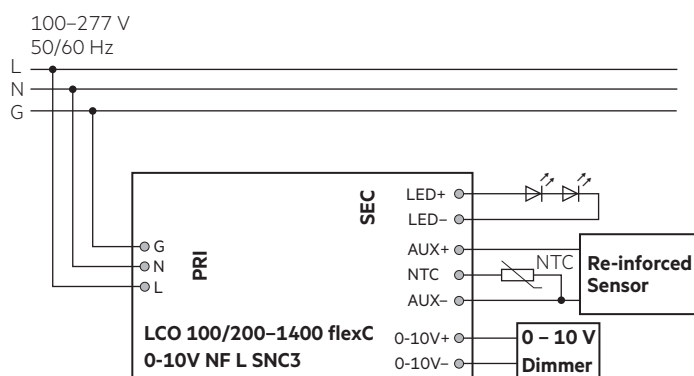 100–277 V
50/60 Hz
L
N
G
PRI
SEC
G
N
L
LED+
LED–
AUX+
NTC
AUX–
0-10V+
0-10V–
NTC
Re-inforced
Sensor
0 – 10 V
Dimmer
LCO 100/200–1400 flexC
0-10V NF L SNC3